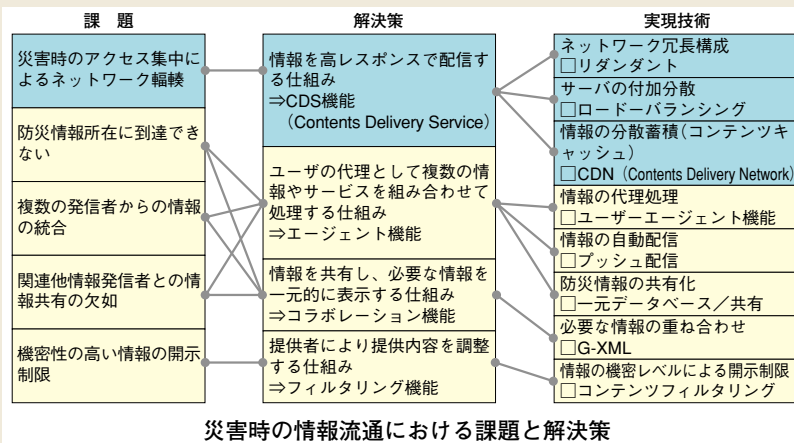 課　題
災害時のアクセス集中に
よるネットワーク輻輳
防災情報所在に到達でき
ない
複数の発信者からの情報
の統合
関連他情報発信者との情
報共有の欠如
機密性の高い情報の開示
制限
解決策
情報を高レスポンスで配信す
る仕組み
⇒CDS機能
（Contents Delivery Service）
ユーザの代理として複数の情
報やサービスを組み合わせて
処理する仕組み
⇒エージェント機能
情報を共有し、必要な情報を
一元的に表示する仕組み
⇒コラボレーション機能
提供者により提供内容を調整
する仕組み
⇒フィルタリング機能
実現技術
ネットワーク冗長構成
□リダンダント
サーバの付加分散
□ロードーバランシング
情報の分散蓄積（コンテンツキ
ャッシュ）
□CDN（Contents Delivery Network）
情報の代理処理
□ユーザーエージェント機能
情報の自動配信
□プッシュ配信
防災情報の共有化
□一元データベース／共有
必要な情報の重ね合わせ
□G-XML
情報の機密レベルによる開示制限
□コンテンツフィルタリング
災害時の情報流通における課題と解決策